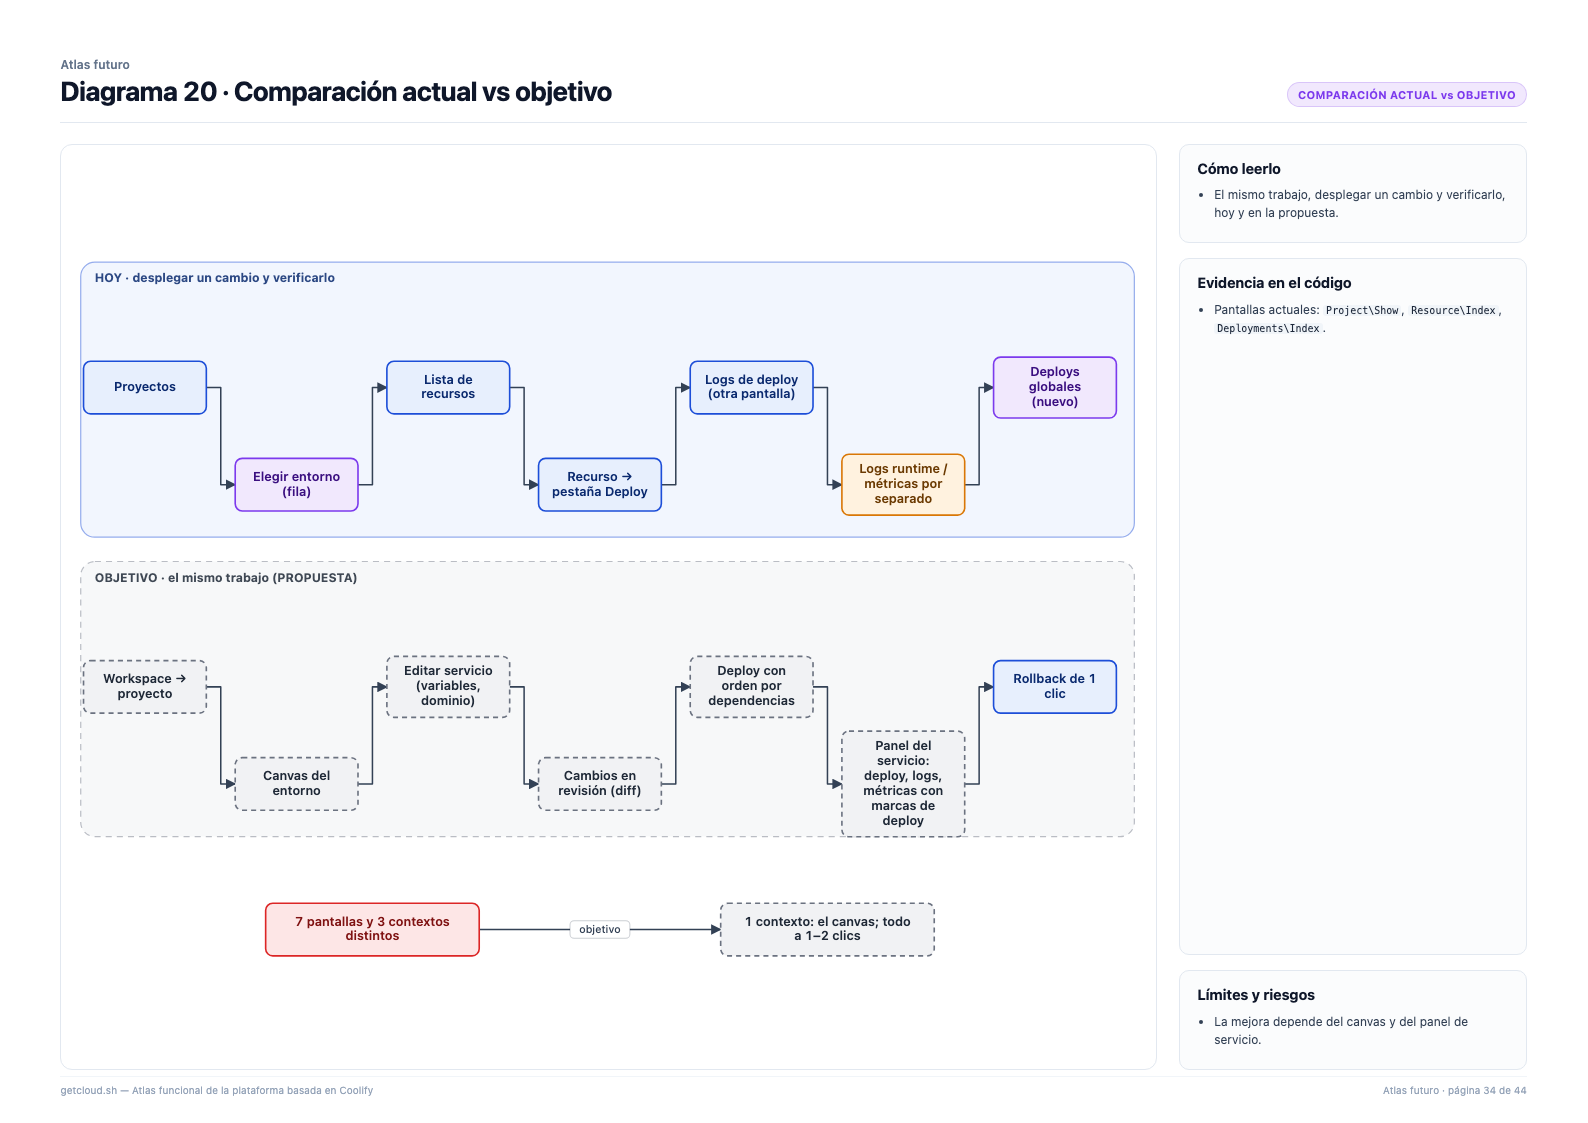 Atlas futuro
Diagrama 20 · Comparación actual vs objetivo
COMPARACIÓN ACTUAL vs OBJETIVO
HOY · desplegar un cambio y verificarlo
Proyectos
Elegir entorno
(fila)
Lista de
recursos
Recurso →
pestaña Deploy
Logs de deploy
(otra pantalla)
Logs runtime /
métricas por
separado
Deploys
globales
(nuevo)
OBJETIVO · el mismo trabajo (PROPUESTA)
Workspace →
proyecto
Canvas del
entorno
Editar servicio
(variables,
dominio)
Cambios en
revisión (diff)
Deploy con
orden por
dependencias
Panel del
servicio:
deploy, logs,
métricas con
marcas de
deploy
Rollback de 1
clic
7 pantallas y 3 contextos
distintos
objetivo
1 contexto: el canvas; todo
a 1–2 clics
Cómo leerlo
• El mismo trabajo, desplegar un cambio y verificarlo,
hoy y en la propuesta.
Evidencia en el código
• Pantallas actuales: Project\Show, Resource\Index,
Deployments\Index.
Límites y riesgos
• La mejora depende del canvas y del panel de
servicio.
getcloud.sh — Atlas funcional de la plataforma basada en Coolify
Atlas futuro · página 34 de 44